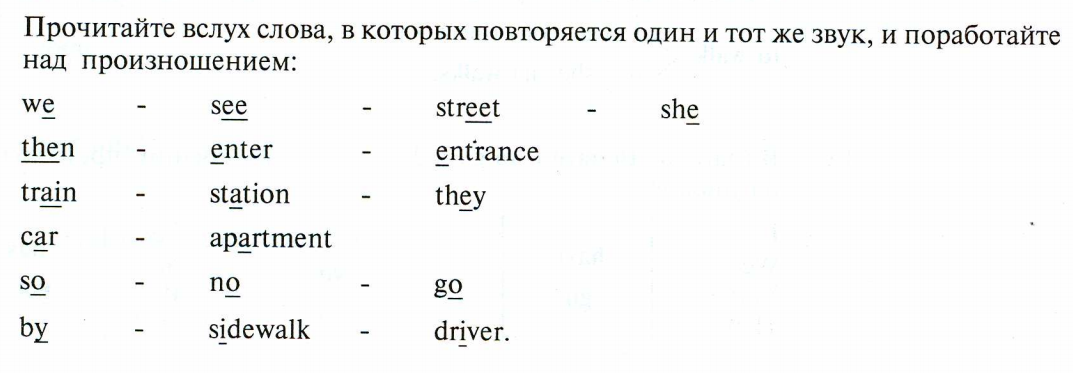 Прочитайте вслух слова, в которых повторяется один и тот же звук, и поработайте
над произношением:
we - see - street - she
then - enter - entrance
train - station - they
car - apartment
so - no - go
by - sidewalk - driver.